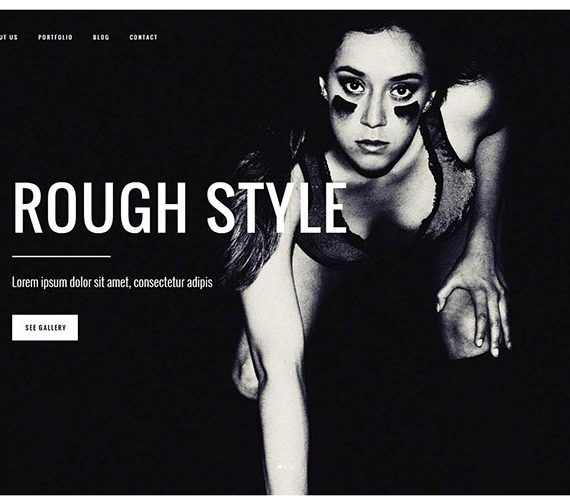 UT US PORTFOLIO BLOG CONTACT
ROUGH STYLE
Lorem ipsum dolor sit amet, consectetur adipis
SEE GALLERY